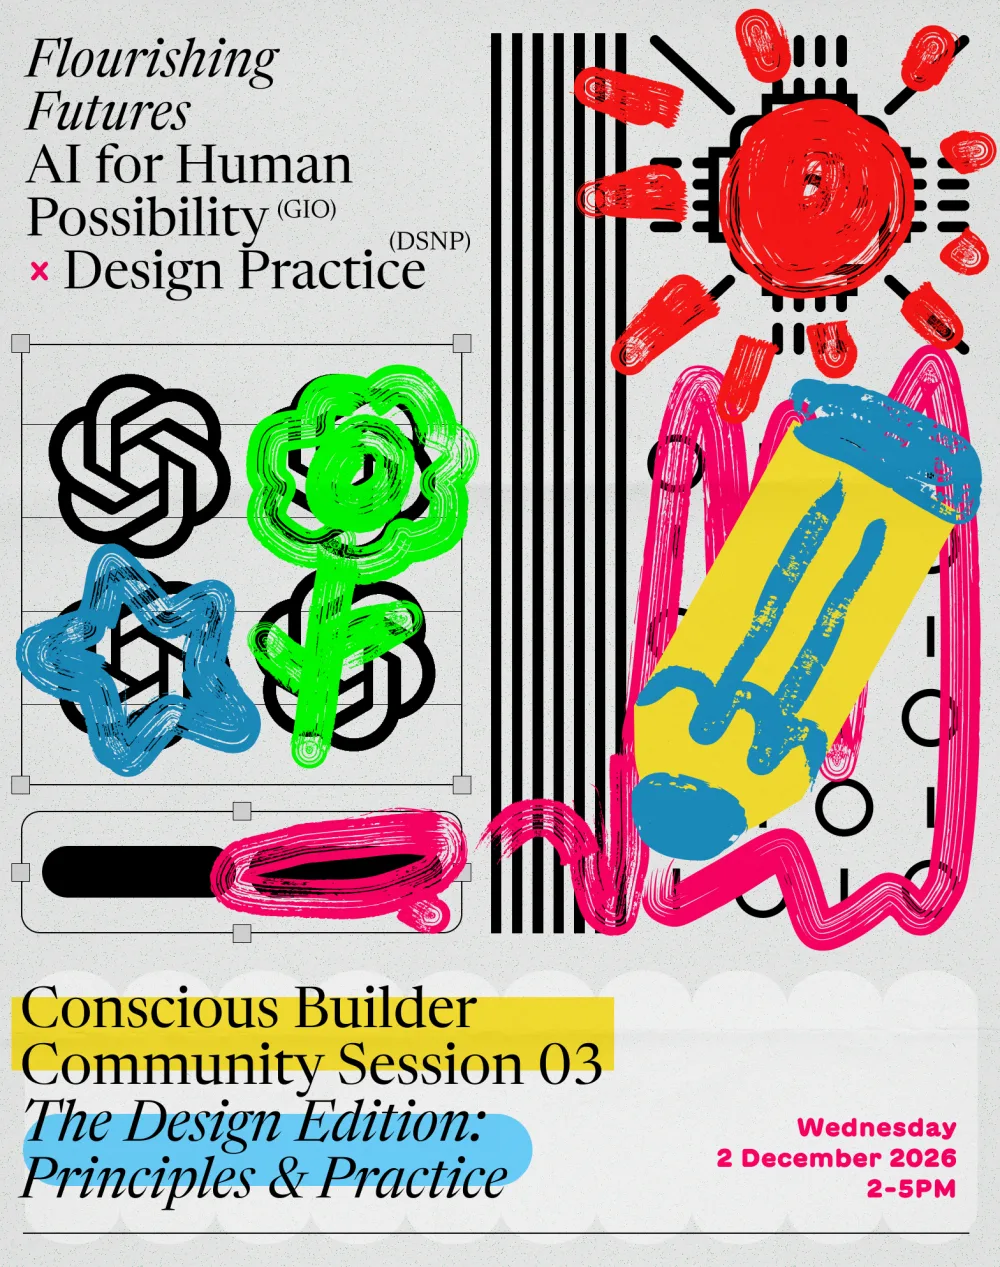 Flourishing
Futures
AI for Human
Possibility (GIO)
(DSNP)
× Design Practice
Conscious Builder
Community Session 03
The Design Edition:
Principles & Practice
Wednesday
2 December 2026
2-5PM